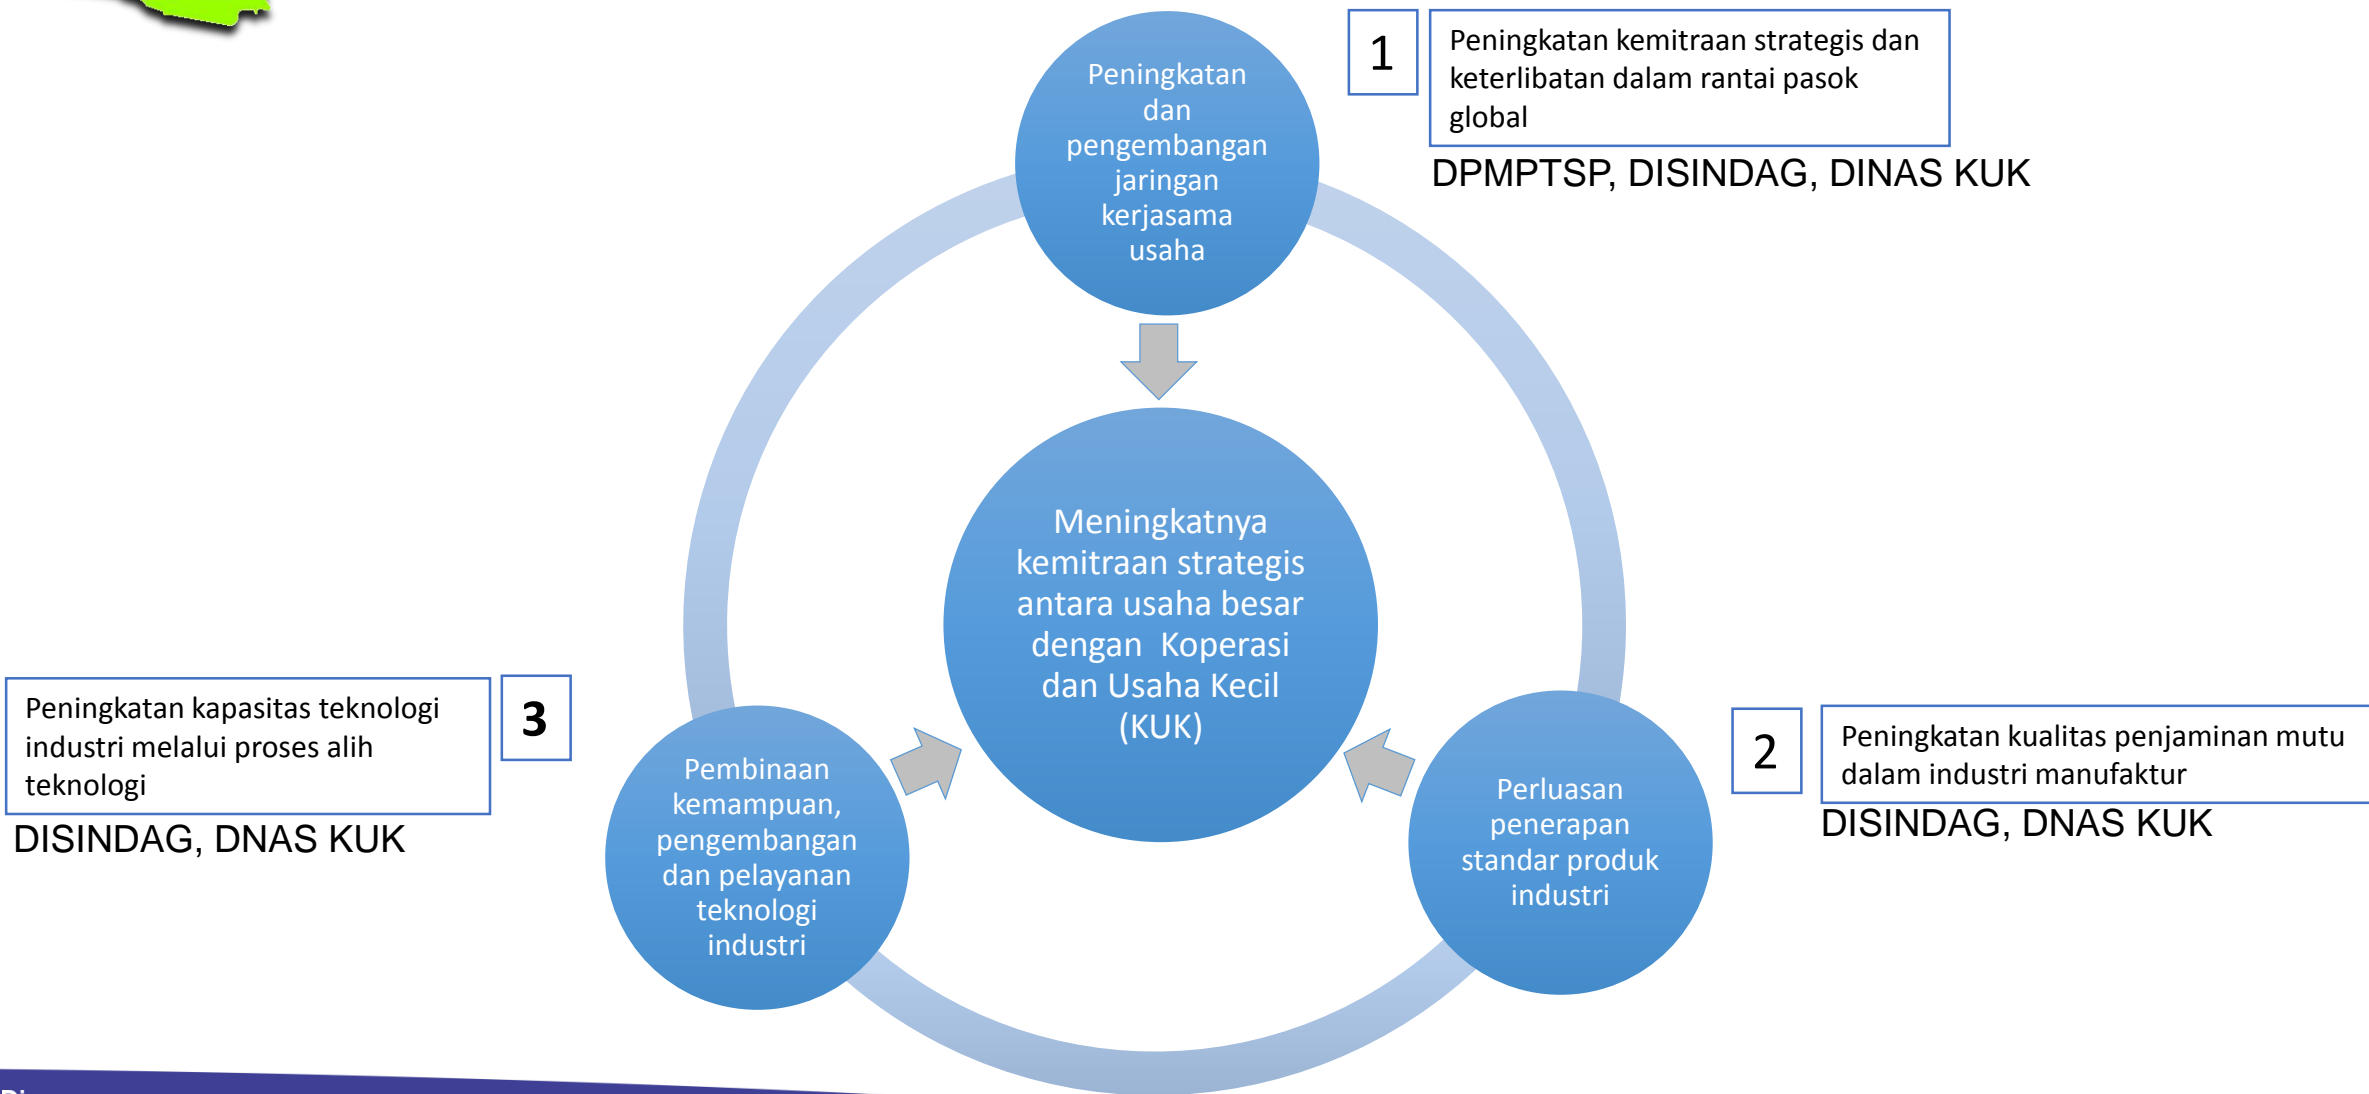 Peningkatan
dan
pengembangan
jaringan
kerjasama
usaha
1
Peningkatan kemitraan strategis dan
keterlibatan dalam rantai pasok
global
DPMPTSP, DISINDAG, DINAS KUK
Meningkatnya
kemitraan strategis
antara usaha besar
dengan Koperasi
dan Usaha Kecil
(KUK)
Perluasan
penerapan
standar produk
industri
2
Peningkatan kualitas penjaminan mutu
dalam industri manufaktur
DISINDAG, DNAS KUK
Peningkatan kapasitas teknologi
industri melalui proses alih
teknologi
3
DISINDAG, DNAS KUK
Pembinaan
kemampuan,
pengembangan
dan pelayanan
teknologi
industri